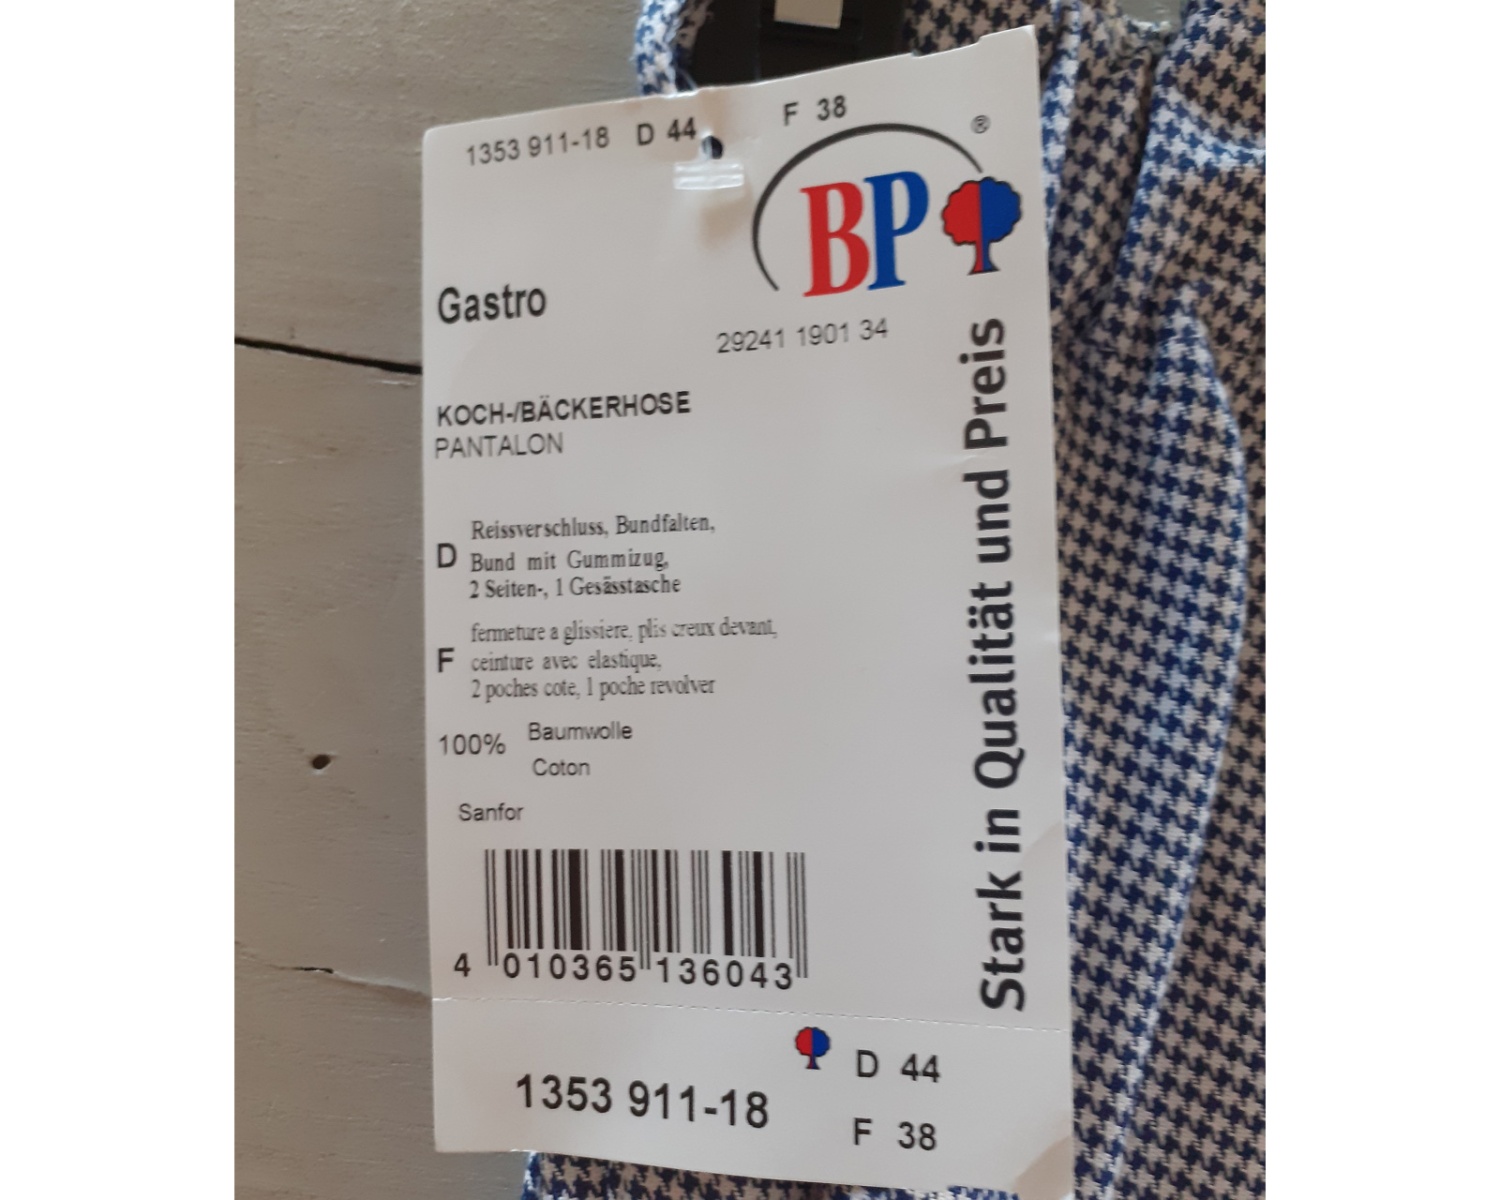 1353 911-18 D 44 F 38
BP ®
Gastro
29241 1901 34
KOCH-/BÄCKERHOSE
PANTALON
D
Reissverschluss, Bundfalten,
Bund mit Gummizug,
2 Seiten-, 1 Gesässtasche
F
fermeture a glissiere, plis creux devant,
ceinture avec elastique,
2 poches cote, 1 poche revolver
100% Baumwolle
Coton
Sanfor
4 010365 136043
Stark in Qualität und Preis
1353 911-18
D 44
F 38